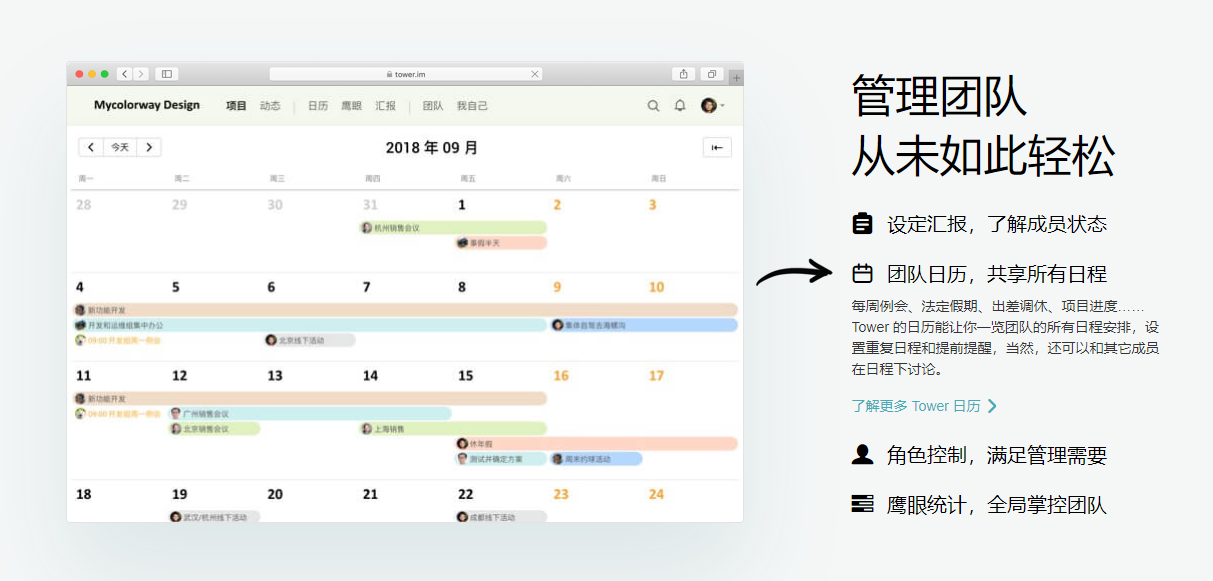 tower.im
Mycolorway Design 项目 动态 日历 鹰眼 汇报 团队 我自己
今天 2018 年 09 月
周一 周二 周三 周四 周五 周六 周日
28 29 30 31 1 2 3
杭州销售会议
事假半天
4 5 6 7 8 9 10
新功能开发
开发和运维组集中办公 集体自驾去海螺沟
09:00 开发组周一例会 北京线下活动
11 12 13 14 15 16 17
新功能开发
09:00 开发组周一例会 广州销售会议
北京销售会议 上海销售
休年假
测试并确定方案 周末约球活动
18 19 20 21 22 23 24
武汉/杭州线下活动 成都线下活动
管理团队
从未如此轻松
设定汇报，了解成员状态
团队日历，共享所有日程
每周例会、法定假期、出差调休、项目进度……
Tower 的日历能让你一览团队的所有日程安排，设
置重复日程和提前提醒，当然，还可以和其它成员
在日程下讨论。
了解更多 Tower 日历
角色控制，满足管理需要
鹰眼统计，全局掌控团队